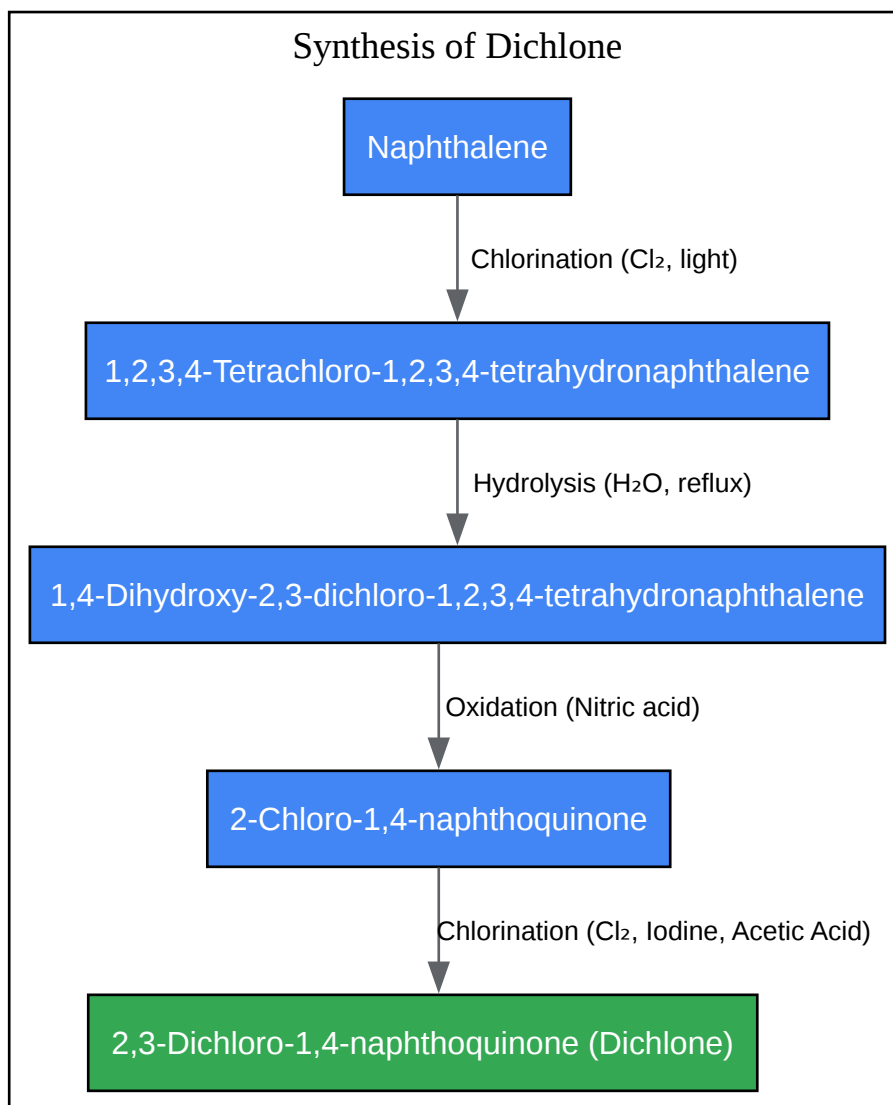 Synthesis of Dichlone
Naphthalene
Chlorination (Cl₂, light)
1,2,3,4-Tetrachloro-1,2,3,4-tetrahydronaphthalene
Hydrolysis (H₂O, reflux)
1,4-Dihydroxy-2,3-dichloro-1,2,3,4-tetrahydronaphthalene
Oxidation (Nitric acid)
2-Chloro-1,4-naphthoquinone
Chlorination (Cl₂, Iodine, Acetic Acid)
2,3-Dichloro-1,4-naphthoquinone (Dichlone)